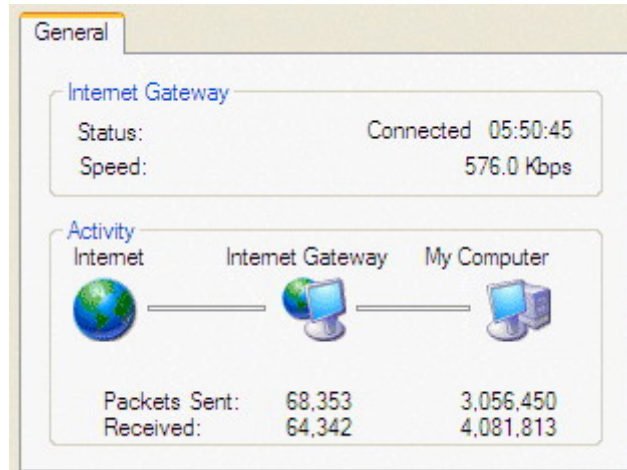 General
Internet Gateway
Status: Connected 05:50:45
Speed: 576.0 Kbps
Activity
Internet Internet Gateway My Computer
Packets Sent: 68,353 3,056,450
Received: 64,342 4,081,813